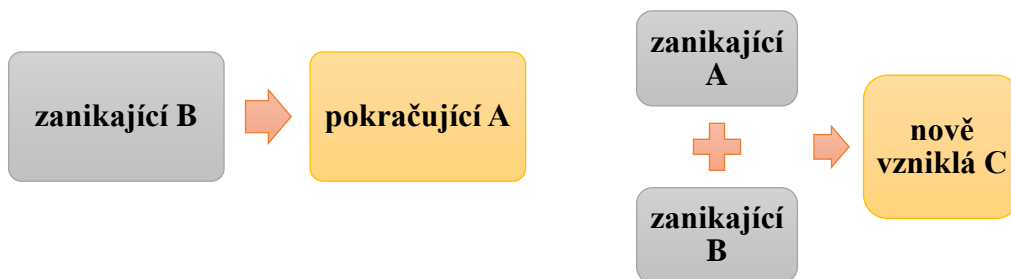 zanikající B
pokračující A
zanikající
A
zanikající
B
nově
vzniklá C